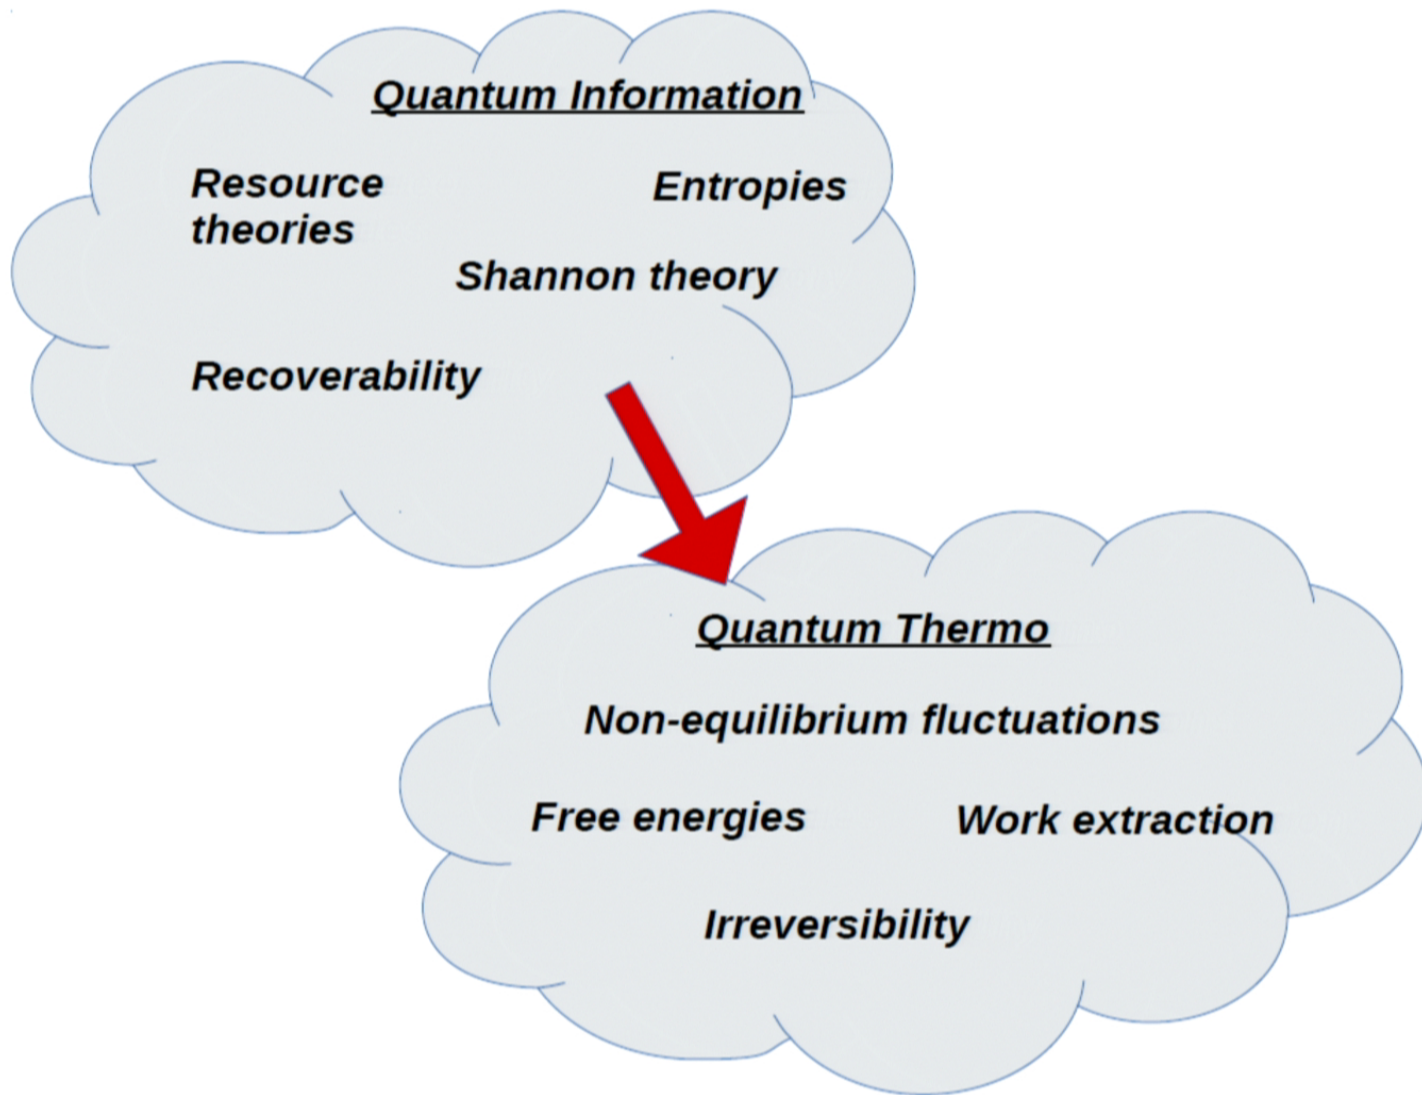 Quantum Information
Resource
theories
Entropies
Shannon theory
Recoverability
Quantum Thermo
Non-equilibrium fluctuations
Free energies
Work extraction
Irreversibility